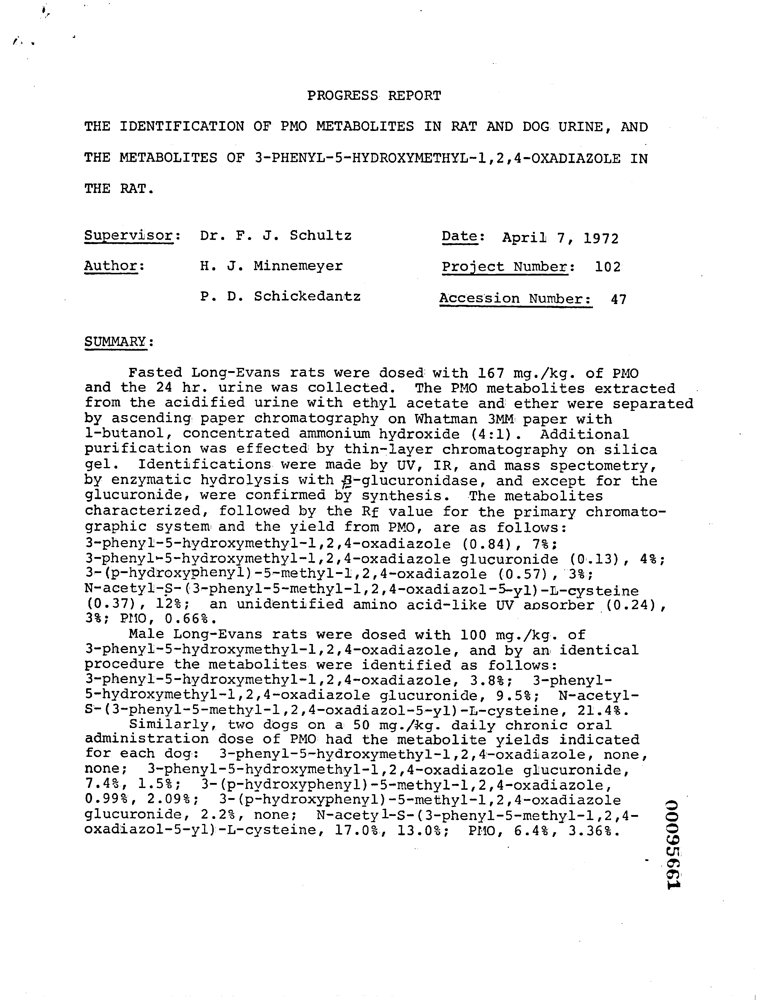 PROGRESS REPORT
THE IDENTIFICATION OF PMO METABOLITES IN RAT AND DOG URINE, AND
THE METABOLITES OF 3-PHENYL-5-HYDROXYMETHYL-1,2,4-OXADIAZOLE IN
THE RAT.
Supervisor: Dr. F. J. Schultz Date: April 7, 1972
Author: H. J. Minnemeyer Project Number: 102
P. D. Schickedantz Accession Number: 47
SUMMARY:
Fasted Long-Evans rats were dosed with 167 mg./kg. of PMO
and the 24 hr. urine was collected. The PMO metabolites extracted
from the acidified urine with ethyl acetate and ether were separated
by ascending paper chromatography on Whatman 3MM paper with
1-butanol, concentrated ammonium hydroxide (4:1). Additional
purification was effected by thin-layer chromatography on silica
gel. Identifications were made by UV, IR, and mass spectometry,
by enzymatic hydrolysis with β-glucuronidase, and except for the
glucuronide, were confirmed by synthesis. The metabolites
characterized, followed by the Rf value for the primary chromato-
graphic system and the yield from PMO, are as follows:
3-phenyl-5-hydroxymethyl-1,2,4-oxadiazole (0.84), 7%;
3-phenyl-5-hydroxymethyl-1,2,4-oxadiazole glucuronide (0.13), 4%;
3-(p-hydroxyphenyl)-5-methyl-1,2,4-oxadiazole (0.57), 3%;
N-acetyl-S-(3-phenyl-5-methyl-1,2,4-oxadiazol-5-yl)-L-cysteine
(0.37), 12%; an unidentified amino acid-like UV absorber (0.24),
3%; PMO, 0.66%.
Male Long-Evans rats were dosed with 100 mg./kg. of
3-phenyl-5-hydroxymethyl-1,2,4-oxadiazole, and by an identical
procedure the metabolites were identified as follows:
3-phenyl-5-hydroxymethyl-1,2,4-oxadiazole, 3.8%; 3-phenyl-
5-hydroxymethyl-1,2,4-oxadiazole glucuronide, 9.5%; N-acetyl-
S-(3-phenyl-5-methyl-1,2,4-oxadiazol-5-yl)-L-cysteine, 21.4%.
Similarly, two dogs on a 50 mg./kg. daily chronic oral
administration dose of PMO had the metabolite yields indicated
for each dog: 3-phenyl-5-hydroxymethyl-1,2,4-oxadiazole, none,
none; 3-phenyl-5-hydroxymethyl-1,2,4-oxadiazole glucuronide,
7.4%, 1.5%; 3-(p-hydroxyphenyl)-5-methyl-1,2,4-oxadiazole,
0.99%, 2.09%; 3-(p-hydroxyphenyl)-5-methyl-1,2,4-oxadiazole
glucuronide, 2.2%, none; N-acetyl-S-(3-phenyl-5-methyl-1,2,4-
oxadiazol-5-yl)-L-cysteine, 17.0%, 13.0%; PMO, 6.4%, 3.36%.
00095661